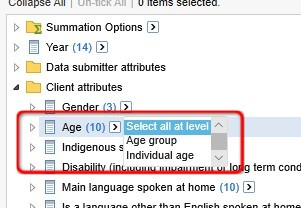 Collapse All | Un-tick All | 0 items selected.
Summation Options
Year (14)
Data submitter attributes
Client attributes
Gender (3)
Age (10) Select all at level
Age group
Individual age
Indigenous s
Disability (including impairment or long term cond
Main language spoken at home (10)
Is a language other than English spoken at home